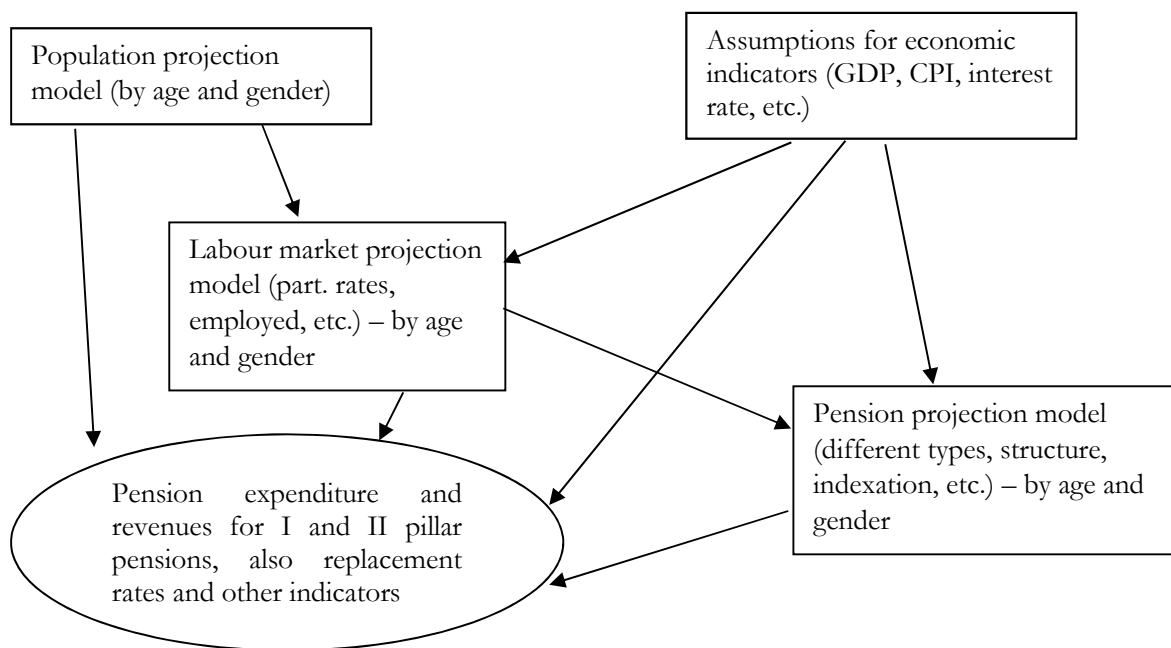 Population projection
model (by age and gender)
Assumptions for economic
indicators (GDP, CPI, interest
rate, etc.)
Labour market projection
model (part. rates,
employed, etc.) – by age
and gender
Pension projection model
(different types, structure,
indexation, etc.) – by age and
gender
Pension expenditure and
revenues for I and II pillar
pensions, also replacement
rates and other indicators